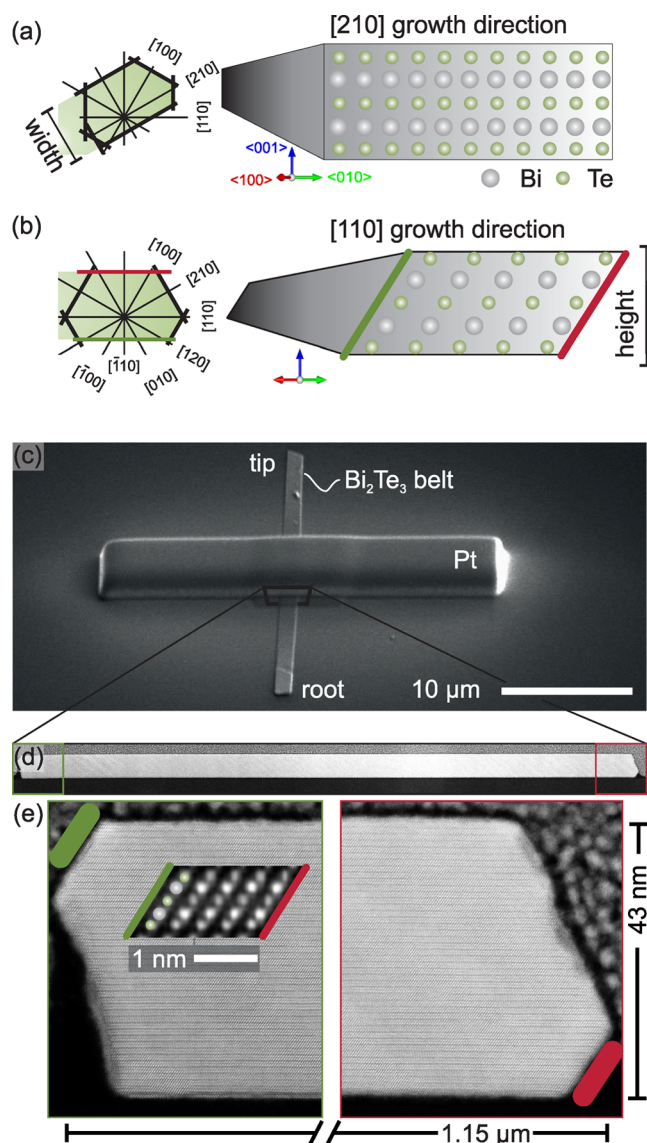 (a)
[210] growth direction
[100]
[210]
[110]
width
<001>
<100>
<010>
Bi
Te
(b)
[110] growth direction
[100]
[210]
[110]
[120]
[010]
[1̄10]
[1̄00]
height
(c)
tip
Bi₂Te₃ belt
Pt
root
10 µm
(d)
(e)
1 nm
43 nm
1.15 µm